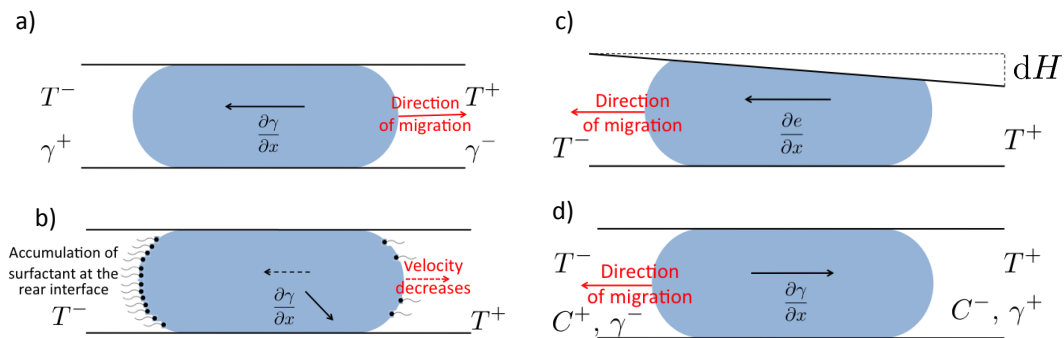 a)
T⁻
γ⁺
∂γ
∂x
Direction
of migration
T⁺
γ⁻
b)
Accumulation of
surfactant at the
rear interface
T⁻
∂γ
∂x
Velocity
decreases
T⁺
c)
dH
Direction
of migration
T⁻
∂e
∂x
T⁺
d)
T⁻
Direction
of migration
C⁺, γ⁻
∂γ
∂x
T⁺
C⁻, γ⁺